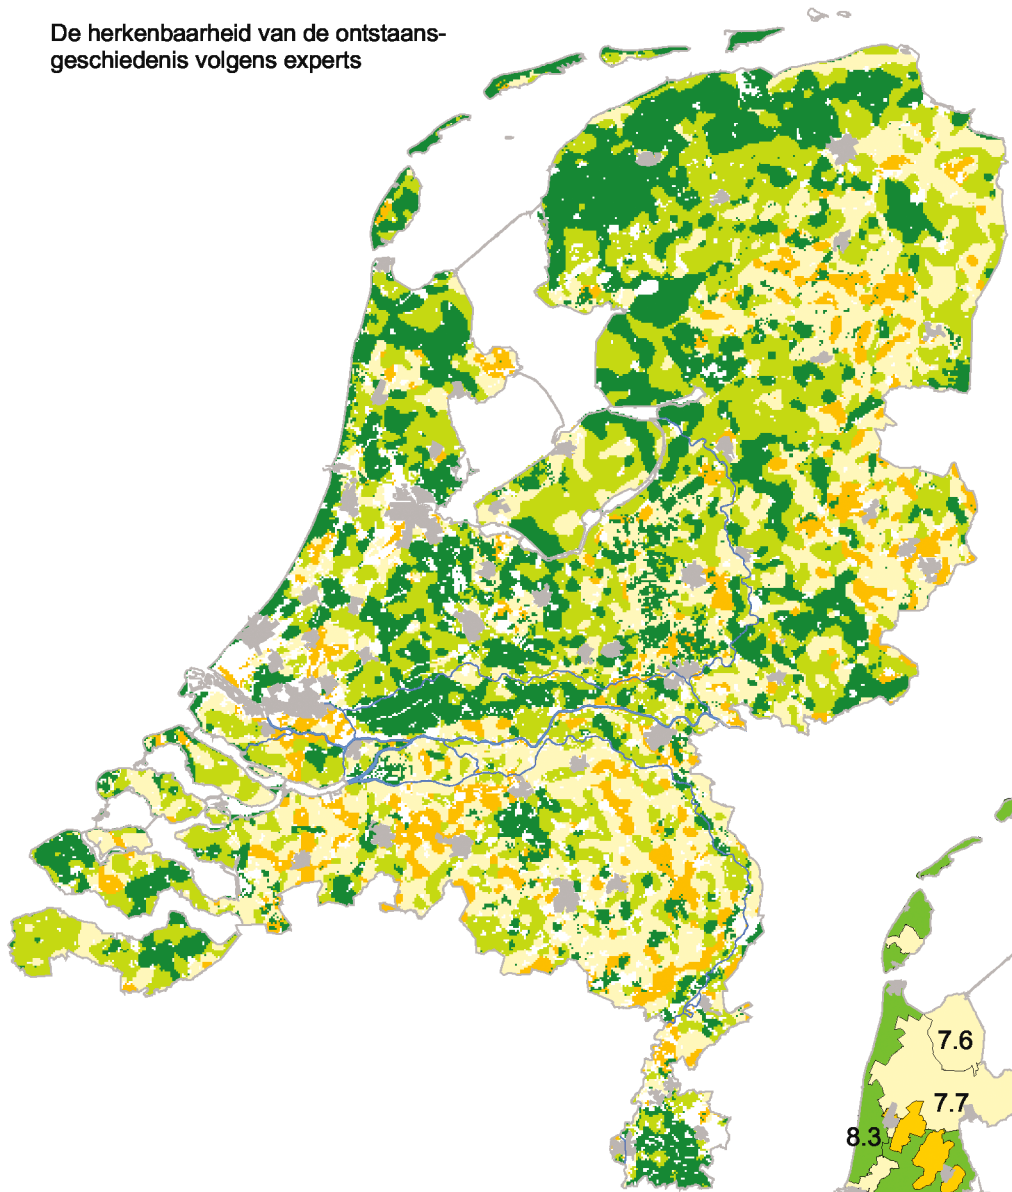 De herkenbaarheid van de ontstaans-
geschiedenis volgens experts
7.6
7.7
8.3